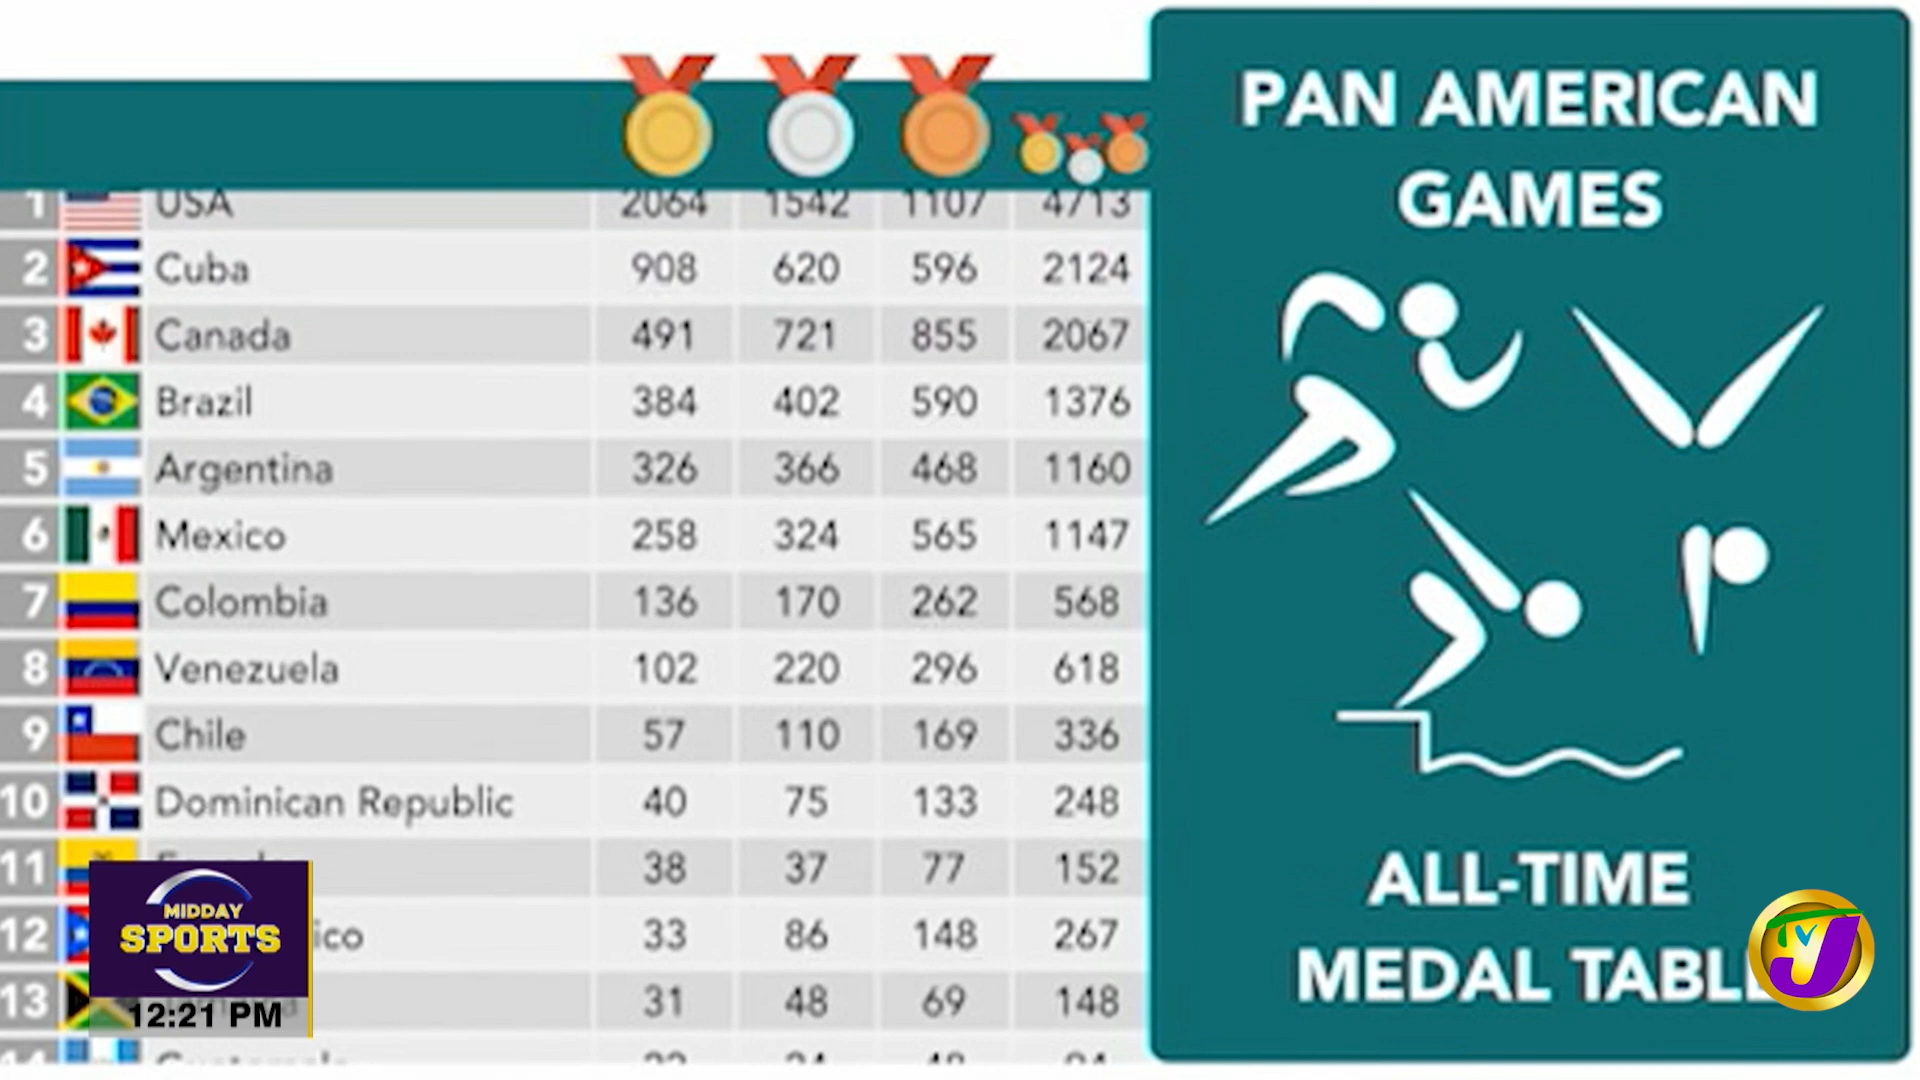 PAN AMERICAN
GAMES
1 USA 2064 1542 1107 4713
2 Cuba 908 620 596 2124
3 Canada 491 721 855 2067
4 Brazil 384 402 590 1376
5 Argentina 326 366 468 1160
6 Mexico 258 324 565 1147
7 Colombia 136 170 262 568
8 Venezuela 102 220 296 618
9 Chile 57 110 169 336
10 Dominican Republic 40 75 133 248
11 38 37 77 152
12 ico 33 86 148 267
13 31 48 69 148
ALL-TIME
MEDAL TABL
MIDDAY
SPORTS
12:21 PM
TVJ